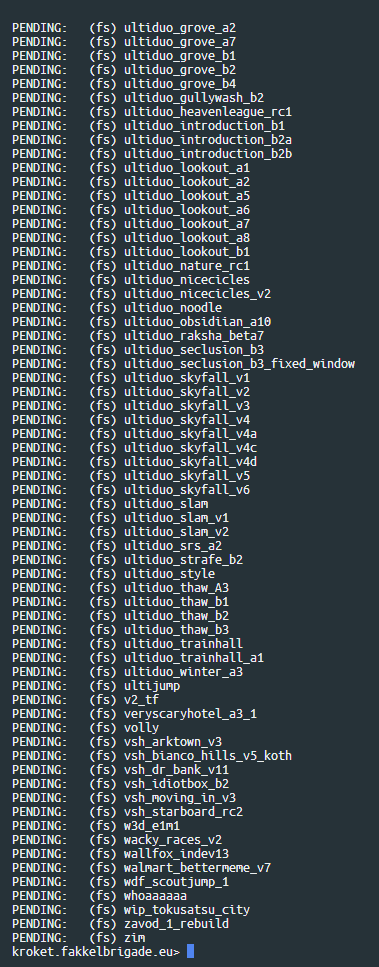 PENDING:   (fs) ultiduo_grove_a2
PENDING:   (fs) ultiduo_grove_a7
PENDING:   (fs) ultiduo_grove_b1
PENDING:   (fs) ultiduo_grove_b2
PENDING:   (fs) ultiduo_grove_b4
PENDING:   (fs) ultiduo_gullywash_b2
PENDING:   (fs) ultiduo_heavenleague_rc1
PENDING:   (fs) ultiduo_introduction_b1
PENDING:   (fs) ultiduo_introduction_b2a
PENDING:   (fs) ultiduo_introduction_b2b
PENDING:   (fs) ultiduo_lookout_a1
PENDING:   (fs) ultiduo_lookout_a2
PENDING:   (fs) ultiduo_lookout_a5
PENDING:   (fs) ultiduo_lookout_a6
PENDING:   (fs) ultiduo_lookout_a7
PENDING:   (fs) ultiduo_lookout_a8
PENDING:   (fs) ultiduo_lookout_b1
PENDING:   (fs) ultiduo_nature_rc1
PENDING:   (fs) ultiduo_nicecicles
PENDING:   (fs) ultiduo_nicecicles_v2
PENDING:   (fs) ultiduo_noodle
PENDING:   (fs) ultiduo_obsidiian_a10
PENDING:   (fs) ultiduo_raksha_beta7
PENDING:   (fs) ultiduo_seclusion_b3
PENDING:   (fs) ultiduo_seclusion_b3_fixed_window
PENDING:   (fs) ultiduo_skyfall_v1
PENDING:   (fs) ultiduo_skyfall_v2
PENDING:   (fs) ultiduo_skyfall_v3
PENDING:   (fs) ultiduo_skyfall_v4
PENDING:   (fs) ultiduo_skyfall_v4a
PENDING:   (fs) ultiduo_skyfall_v4c
PENDING:   (fs) ultiduo_skyfall_v4d
PENDING:   (fs) ultiduo_skyfall_v5
PENDING:   (fs) ultiduo_skyfall_v6
PENDING:   (fs) ultiduo_slam
PENDING:   (fs) ultiduo_slam_v1
PENDING:   (fs) ultiduo_slam_v2
PENDING:   (fs) ultiduo_srs_a2
PENDING:   (fs) ultiduo_strafe_b2
PENDING:   (fs) ultiduo_style
PENDING:   (fs) ultiduo_thaw_A3
PENDING:   (fs) ultiduo_thaw_b1
PENDING:   (fs) ultiduo_thaw_b2
PENDING:   (fs) ultiduo_thaw_b3
PENDING:   (fs) ultiduo_trainhall
PENDING:   (fs) ultiduo_trainhall_a1
PENDING:   (fs) ultiduo_winter_a3
PENDING:   (fs) ultijump
PENDING:   (fs) v2_tf
PENDING:   (fs) veryscaryhotel_a3_1
PENDING:   (fs) volly
PENDING:   (fs) vsh_arktown_v3
PENDING:   (fs) vsh_bianco_hills_v5_koth
PENDING:   (fs) vsh_dr_bank_v11
PENDING:   (fs) vsh_idiotbox_b2
PENDING:   (fs) vsh_moving_in_v3
PENDING:   (fs) vsh_starboard_rc2
PENDING:   (fs) w3d_e1m1
PENDING:   (fs) wacky_races_v2
PENDING:   (fs) wallfox_indev13
PENDING:   (fs) walmart_bettermeme_v7
PENDING:   (fs) wdf_scoutjump_1
PENDING:   (fs) whoaaaaaa
PENDING:   (fs) wip_tokusatsu_city
PENDING:   (fs) zavod_1_rebuild
PENDING:   (fs) zim
kroket.fakkelbrigade.eu>